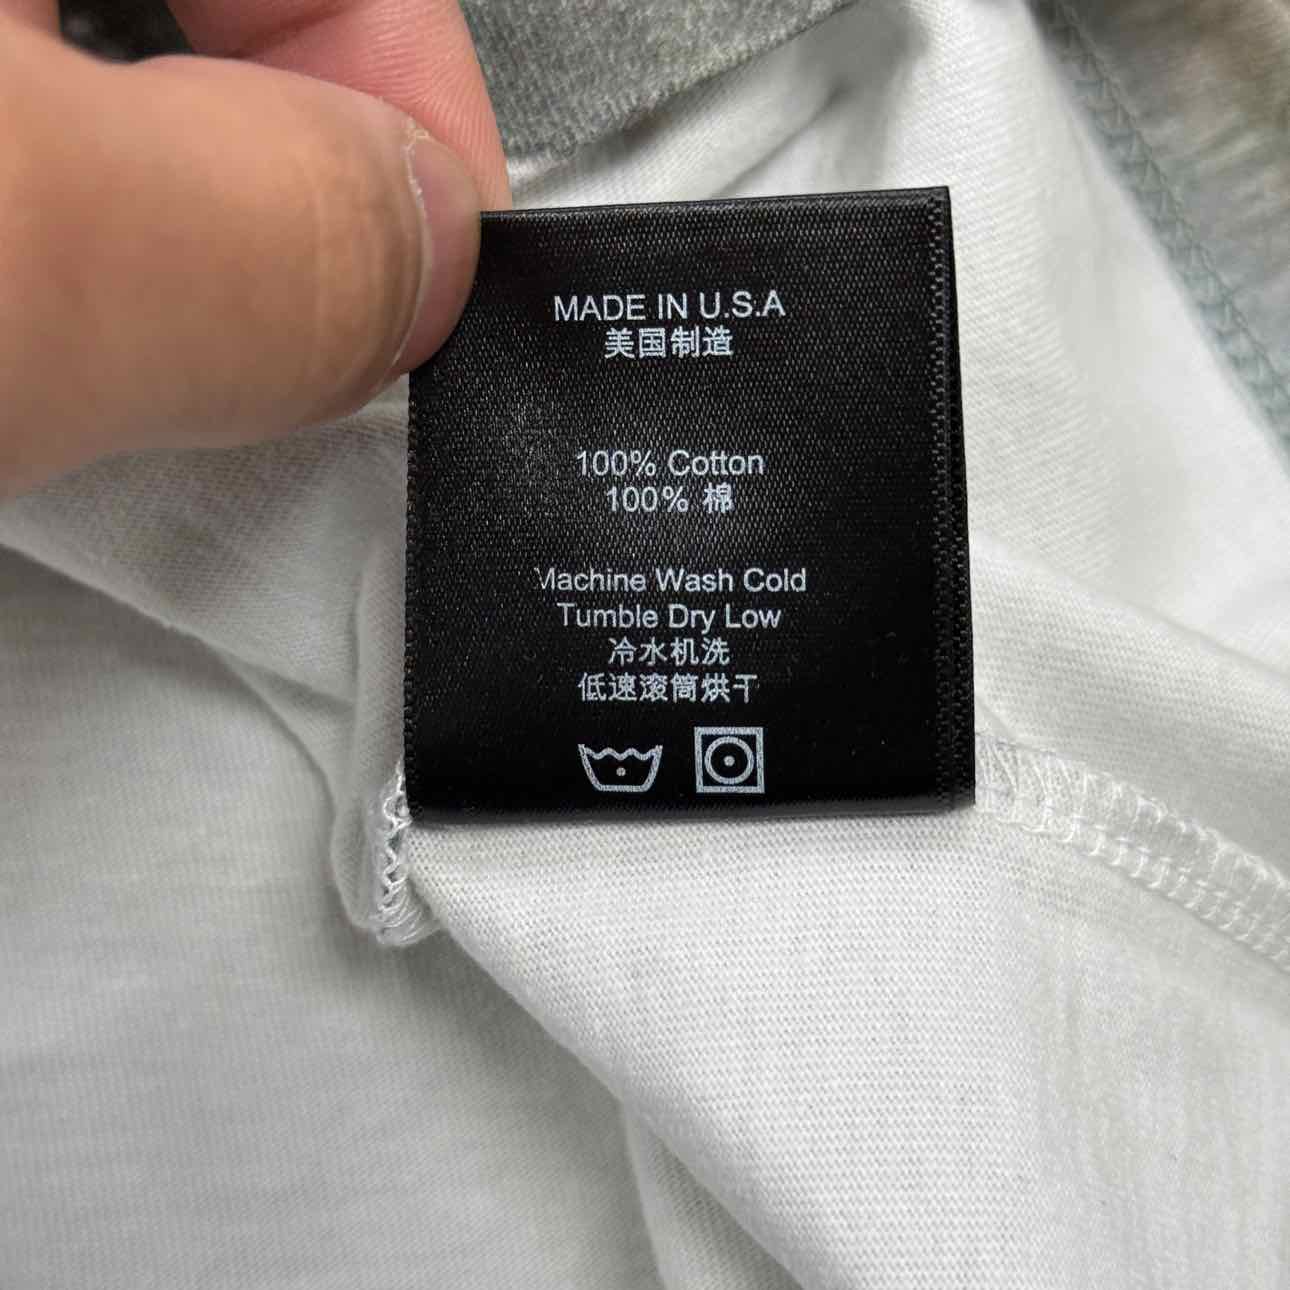 MADE IN U.S.A
美国制造
100% Cotton
100% 棉
Machine Wash Cold
Tumble Dry Low
冷水机洗
低速滚筒烘干